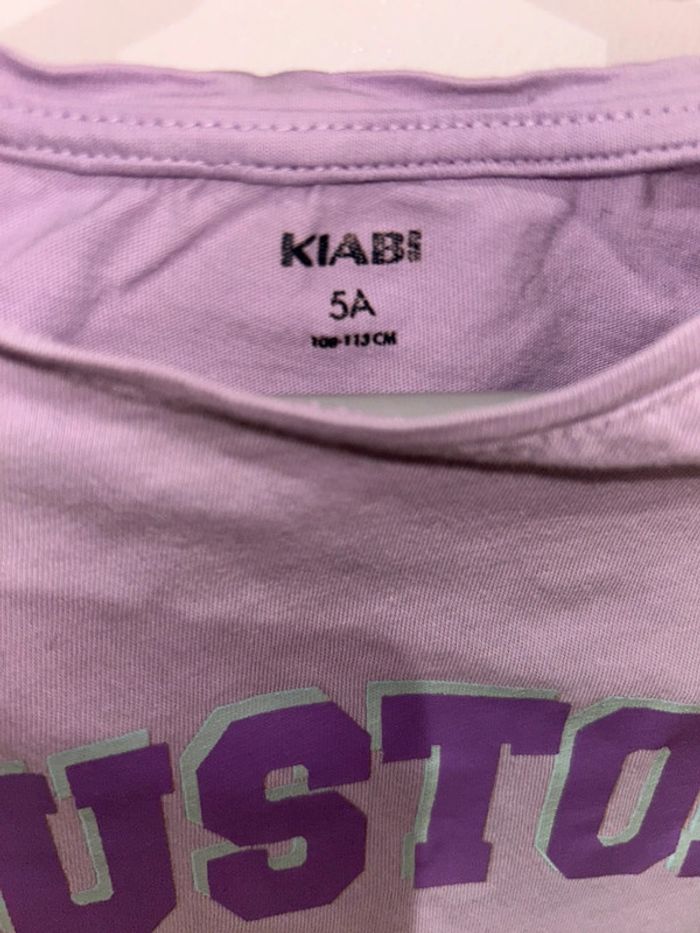 KIABI
5A
108-113 CM
USTO